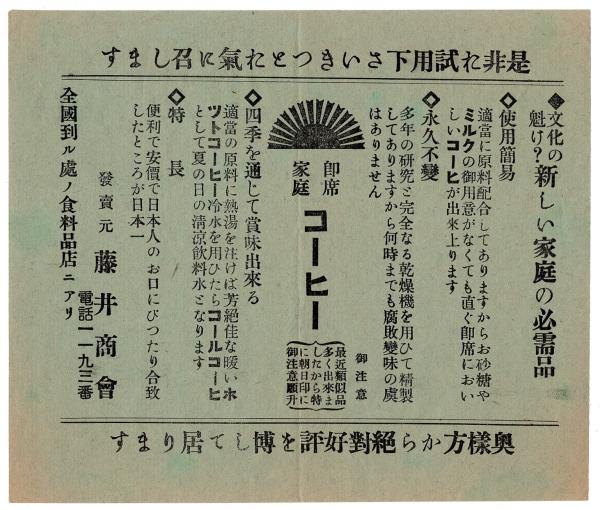 是非お試用下さいきつとお氣に召します
◆文化の魁け?新しい家庭の必需品
◇使用簡易
適當に原料配合してありますからお砂糖や
ミルクの御用意がなくても直ぐ即席におい
しいコーヒが出來上ります
◇永久不變
多年の研究と完全なる乾燥機を用ひて精製
してありますから何時までも腐敗變味の虞
はありません
即席
家庭
コーヒー
御注意
最近類似品
多く出來ま
したから特
に朝日印に
御注意願升
◇四季を通じて賞味出來る
適當の原料に熱湯を注けば芳絶佳な暖いホ
ツトコーヒー冷水を用ひたらコールコーヒ
として夏の日の清涼飲料水となります
◇特長
便利で安價で日本人のお口にぴつたり合致
したところが日本一
發賣元 藤井商會
電話一一九三番
全國到ル處ノ食料品店ニアリ
奧樣方から絶對好評を博して居ります